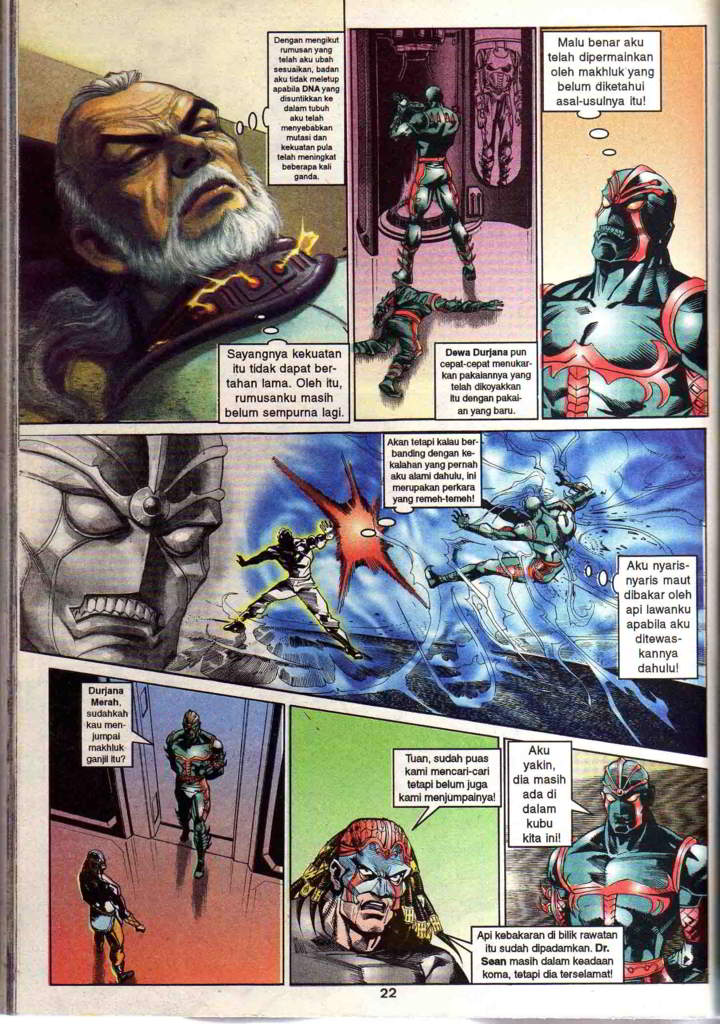 Dengan mengikut
rumusan yang
telah aku ubah
sesuaikan, badan
aku tidak meletup
apabila DNA yang
disuntikkan ke
dalam tubuh
aku telah
menyebabkan
mutasi dan
kekuatan pula
telah meningkat
beberapa kali
ganda.
Sayangnya kekuatan
itu tidak dapat ber-
tahan lama. Oleh itu,
rumusanku masih
belum sempurna lagi.
Dewa Durjana pun
cepat-cepat menukar-
kan pakaiannya yang
telah dikoyakkan
itu dengan pakai-
an yang baru.
Malu benar aku
telah dipermainkan
oleh makhluk yang
belum diketahui
asal-usulnya itu!
Akan tetapi kalau ber-
banding dengan ke-
kalahan yang pernah
aku alami dahulu, ini
merupakan perkara
yang remeh-temeh!
Aku nyaris-
nyaris maut
dibakar oleh
api lawanku
apabila aku
ditewas-
kannya
dahulu!
Durjana
Merah,
sudahkah
kau men-
jumpai
makhluk
ganjil itu?
Tuan, sudah puas
kami mencari-cari
tetapi belum juga
kami menjumpainya!
Aku
yakin,
dia masih
ada di
dalam
kubu
kita ini!
Api kebakaran di bilik rawatan
itu sudah dipadamkan. Dr.
Sean masih dalam keadaan
koma, tetapi dia terselamat!
22